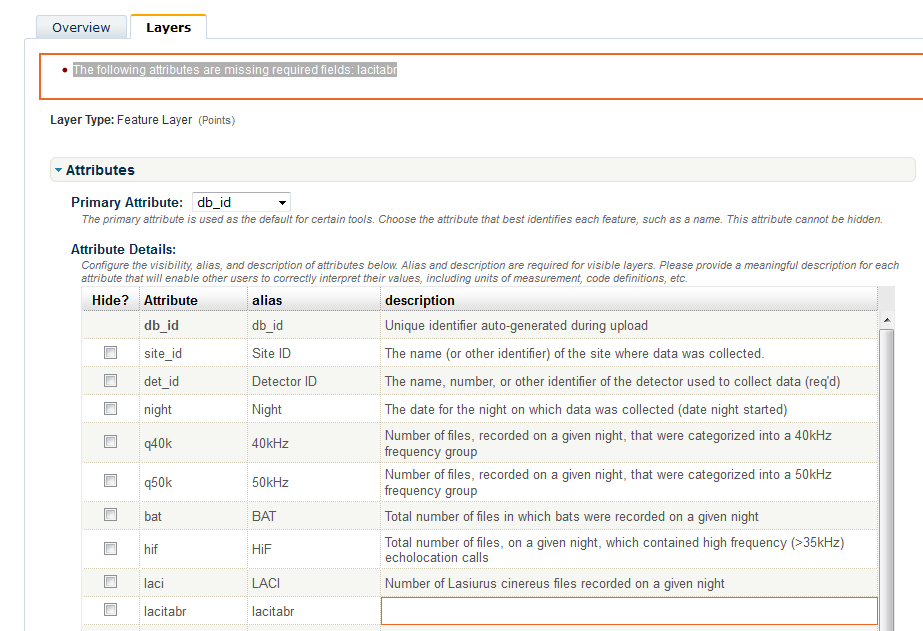 Overview Layers
The following attributes are missing required fields: lacitabr
Layer Type: Feature Layer (Points)
Attributes
Primary Attribute: db_id
The primary attribute is used as the default for certain tools. Choose the attribute that best identifies each feature, such as a name. This attribute cannot be hidden.
Attribute Details:
Configure the visibility, alias, and description of attributes below. Alias and description are required for visible layers. Please provide a meaningful description for each
attribute that will enable other users to correctly interpret their values, including units of measurement, code definitions, etc.
Hide? Attribute alias description
db_id db_id Unique identifier auto-generated during upload
site_id Site ID The name (or other identifier) of the site where data was collected.
det_id Detector ID The name, number, or other identifier of the detector used to collect data (req'd)
night Night The date for the night on which data was collected (date night started)
q40k 40kHz Number of files, recorded on a given night, that were categorized into a 40kHz
frequency group
q50k 50kHz Number of files, recorded on a given night, that were categorized into a 50kHz
frequency group
bat BAT Total number of files in which bats were recorded on a given night
hif HiF Total number of files, on a given night, which contained high frequency (>35kHz)
echolocation calls
laci LACI Number of Lasiurus cinereus files recorded on a given night
lacitabr lacitabr